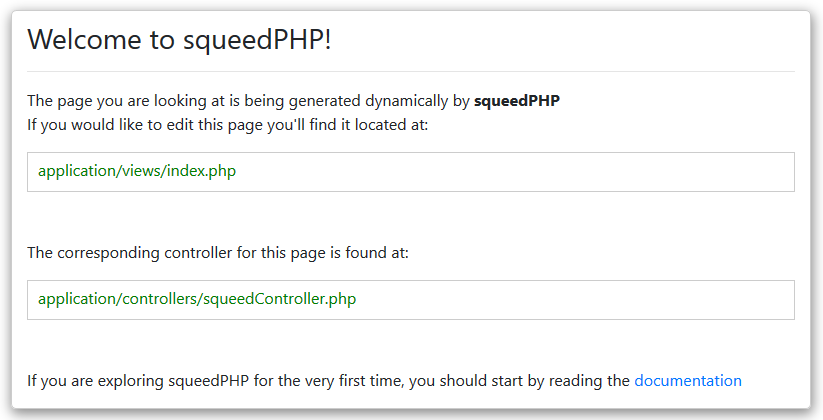 Welcome to squeedPHP!
The page you are looking at is being generated dynamically by squeedPHP
If you would like to edit this page you'll find it located at:
application/views/index.php
The corresponding controller for this page is found at:
application/controllers/squeedController.php
If you are exploring squeedPHP for the very first time, you should start by reading the documentation